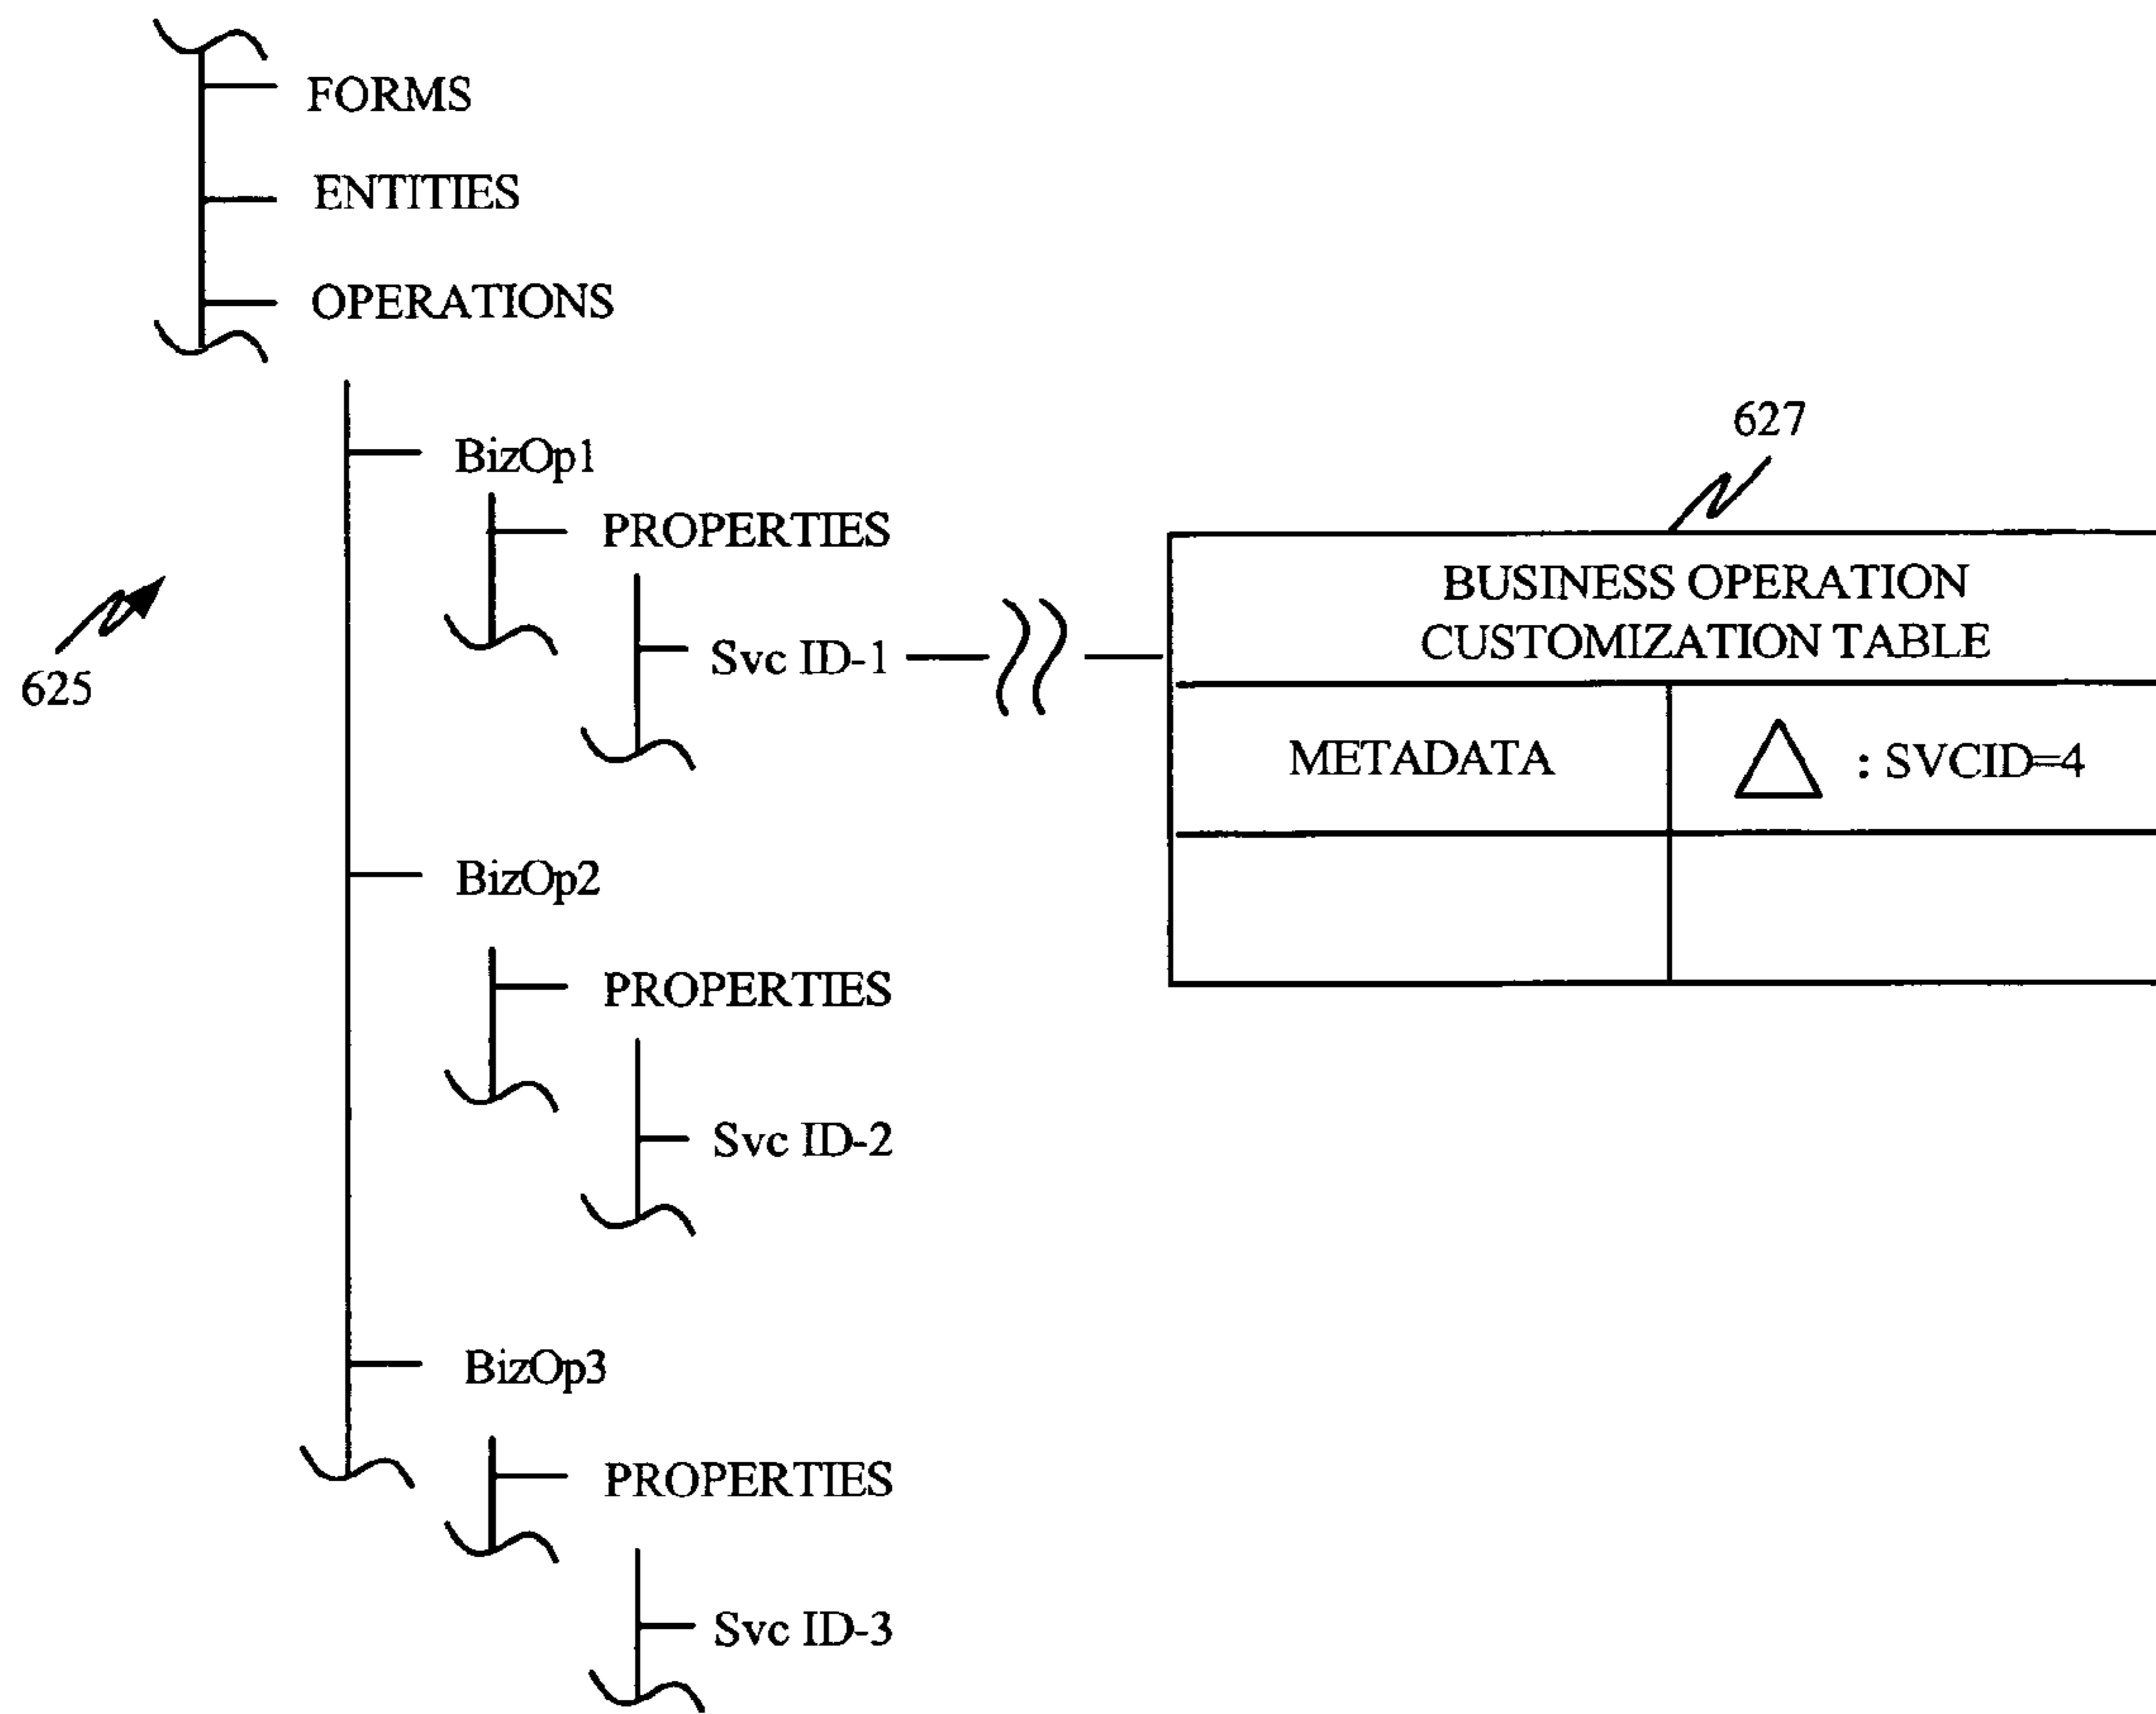 FORMS
ENTITIES
OPERATIONS
BizOp1
627
PROPERTIES
BUSINESS OPERATION
CUSTOMIZATION TABLE
Svc ID-1
625
METADATA
: SVCID=4
BizOp2
PROPERTIES
Svc ID-2
BizOp3
PROPERTIES
Svc ID-3